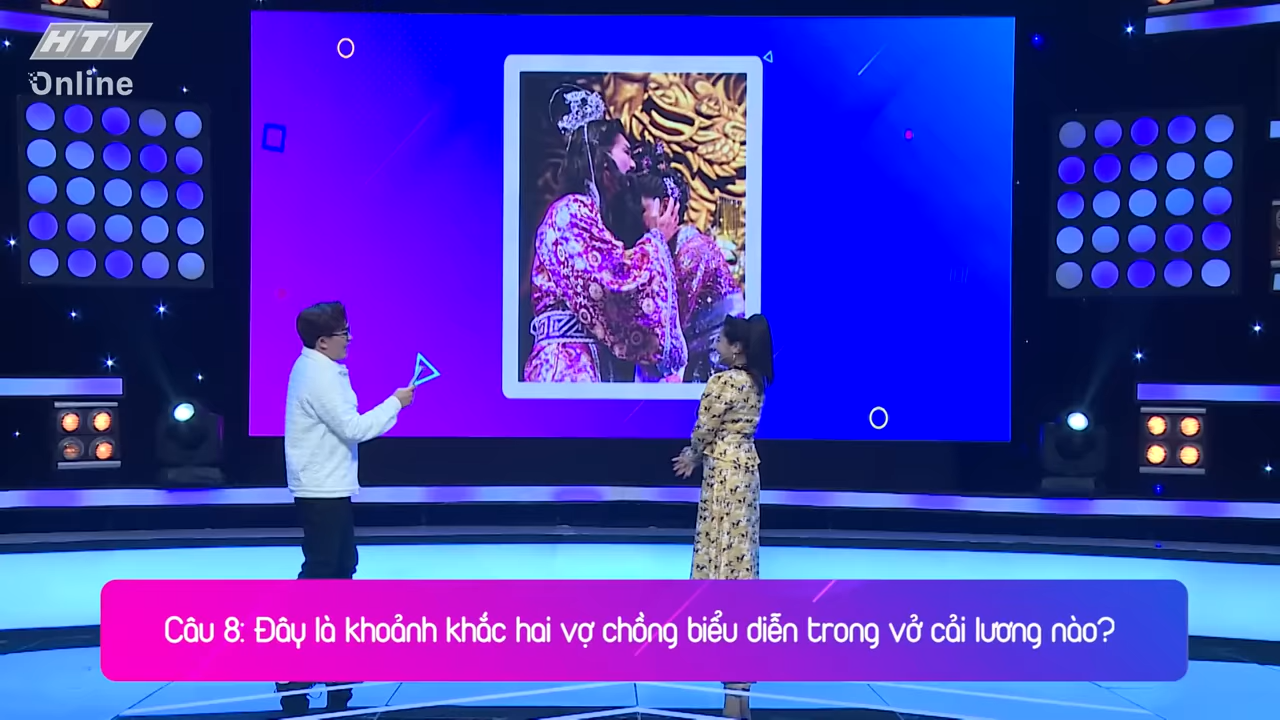 HTV
Online
Câu 8: Đây là khoảnh khắc hai vợ chồng biểu diễn trong vở cải lương nào?